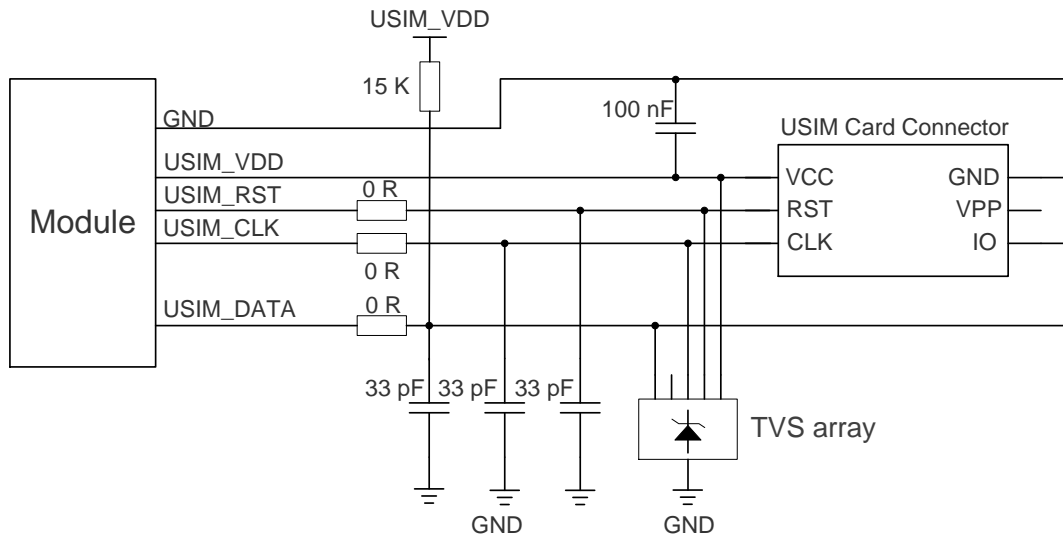 USIM_VDD
15 K
100 nF
GND
USIM Card Connector
USIM_VDD
VCC
GND
USIM_RST
0 R
RST
VPP
Module
USIM_CLK
CLK
IO
0 R
USIM_DATA
0 R
33 pF
33 pF
33 pF
TVS array
GND
GND